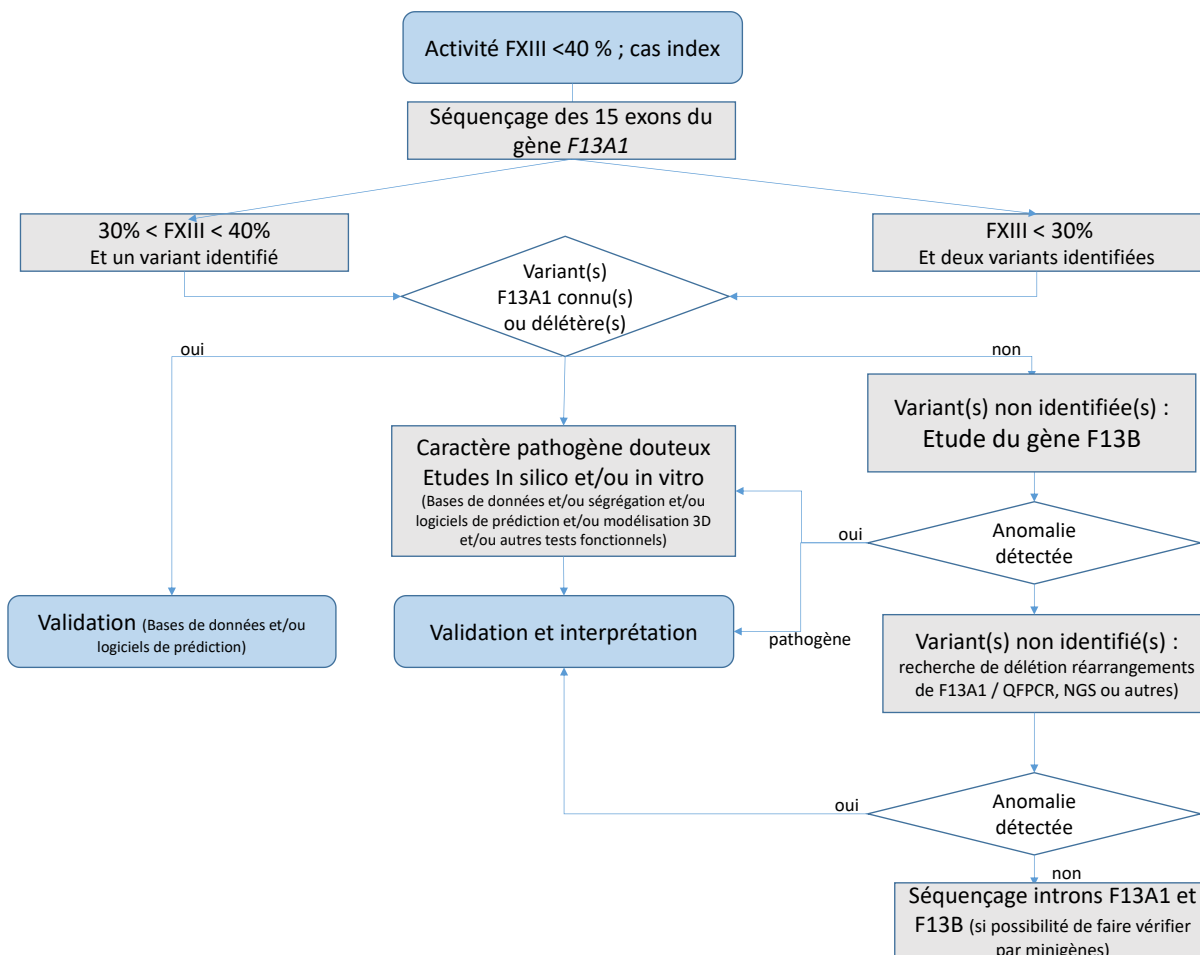 Activité FXIII <40 % ; cas index
Séquençage des 15 exons du
gène F13A1
30% < FXIII < 40%
Et un variant identifié
FXIII < 30%
Et deux variants identifiées
Variant(s)
F13A1 connu(s)
ou délétère(s)
oui
non
Variant(s) non identifiée(s) :
Etude du gène F13B
Caractère pathogène douteux
Etudes In silico et/ou in vitro
(Bases de données et/ou ségrégation et/ou
logiciels de prédiction et/ou modélisation 3D
et/ou autres tests fonctionnels)
oui
Anomalie
détectée
Validation (Bases de données et/ou
logiciels de prédiction)
Validation et interprétation
pathogène
Variant(s) non identifié(s) :
recherche de délétion réarrangements
de F13A1 / QFPCR, NGS ou autres)
oui
Anomalie
détectée
non
Séquençage introns F13A1 et
F13B (si possibilité de faire vérifier
par minigènes)